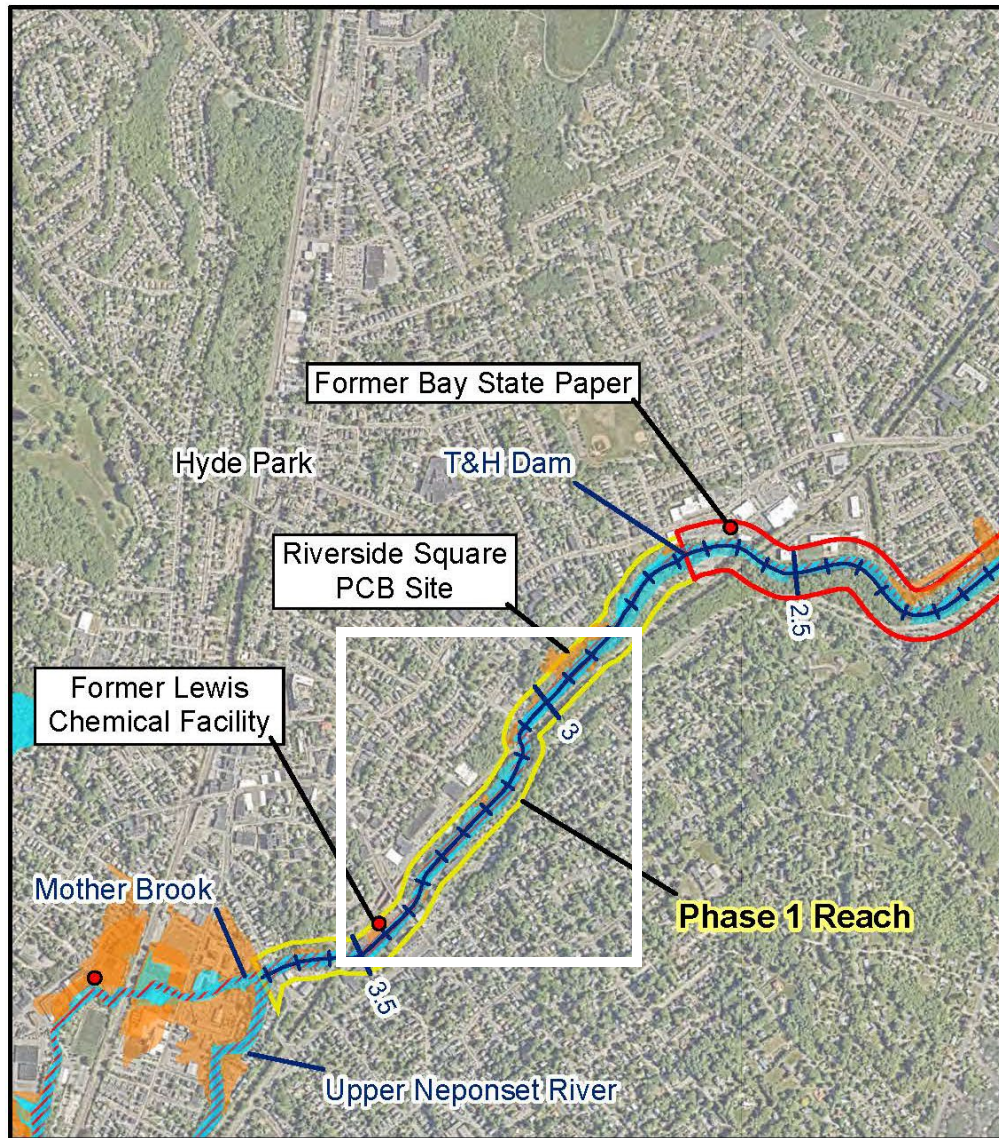 Former Bay State Paper
Hyde Park
T&H Dam
Riverside Square
PCB Site
2.5
Former Lewis
Chemical Facility
3
Mother Brook
Phase 1 Reach
3.5
Upper Neponset River